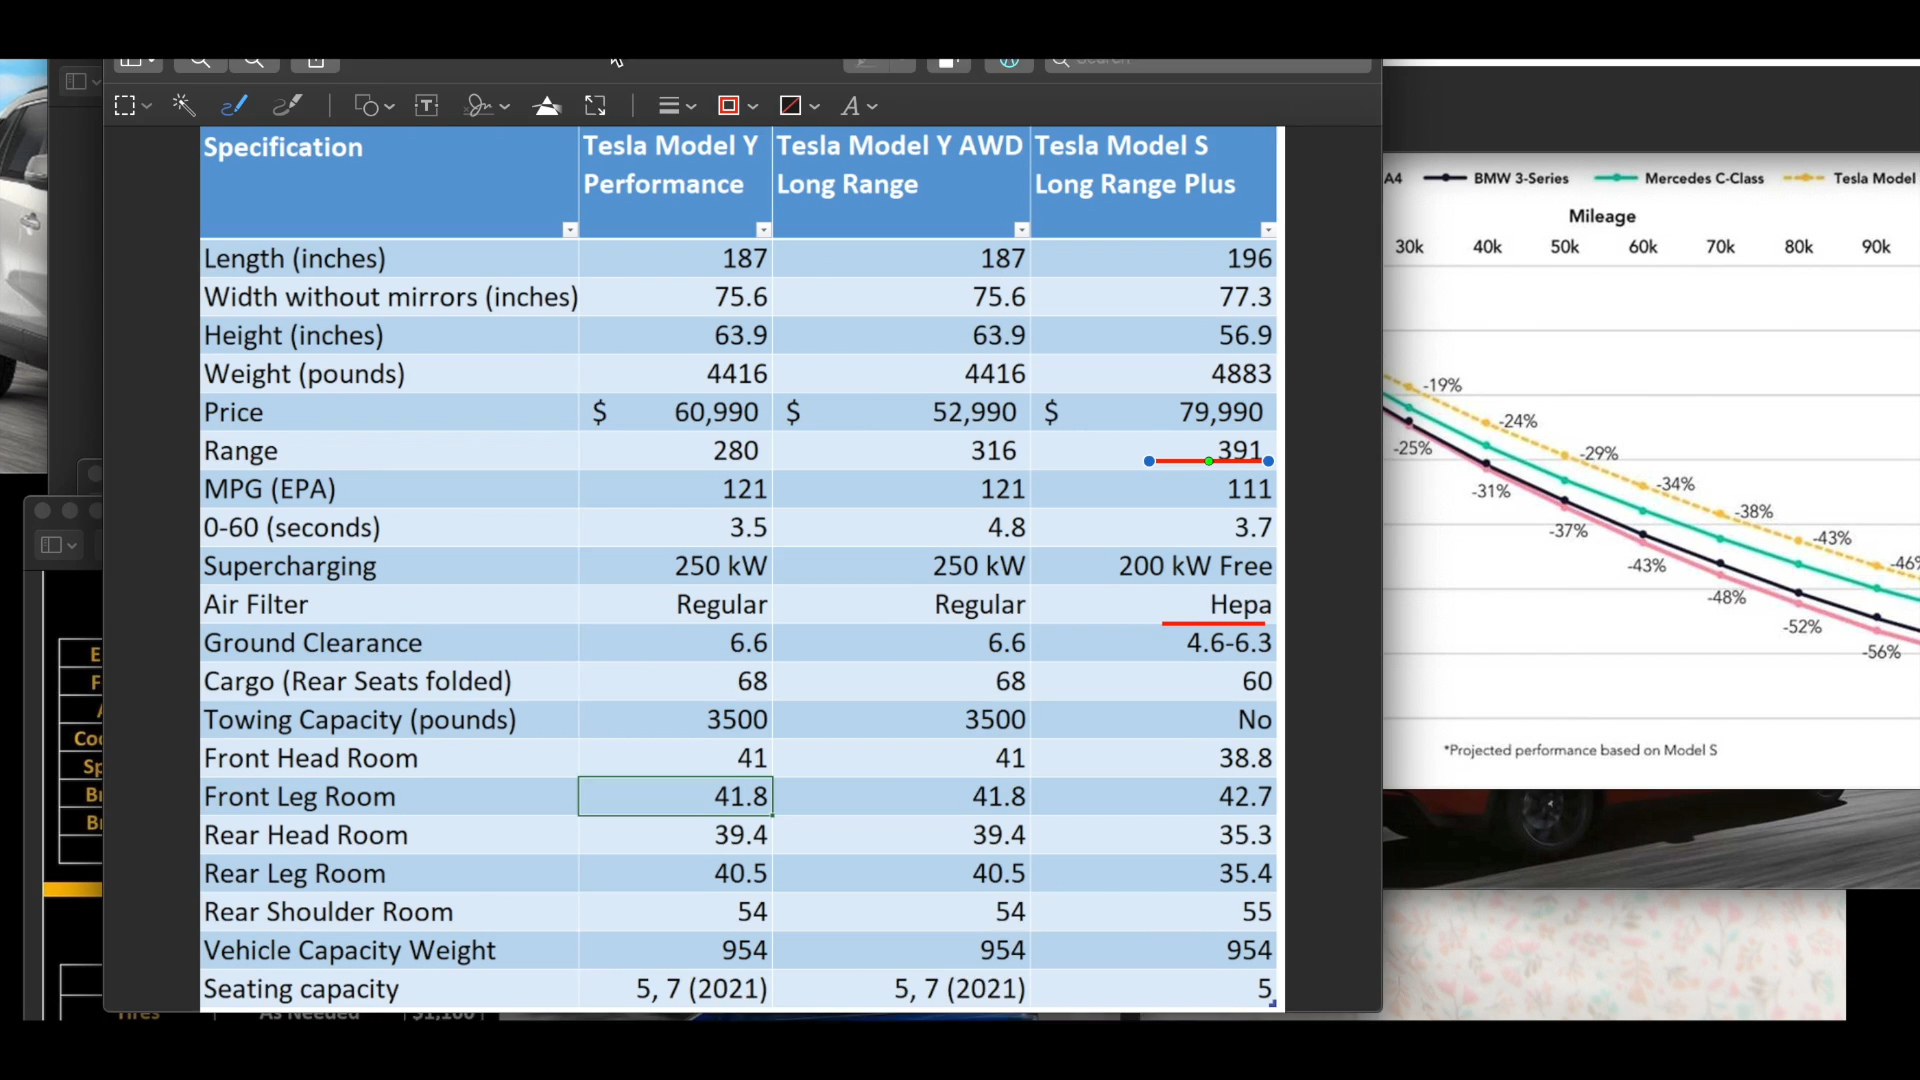 Specification
Tesla Model Y Performance
Tesla Model Y AWD Long Range
Tesla Model S Long Range Plus
Length (inches) 187 187 196
Width without mirrors (inches) 75.6 75.6 77.3
Height (inches) 63.9 63.9 56.9
Weight (pounds) 4416 4416 4883
Price $ 60,990 $ 52,990 $ 79,990
Range 280 316 391
MPG (EPA) 121 121 111
0-60 (seconds) 3.5 4.8 3.7
Supercharging 250 kW 250 kW 200 kW Free
Air Filter Regular Regular Hepa
Ground Clearance 6.6 6.6 4.6-6.3
Cargo (Rear Seats folded) 68 68 60
Towing Capacity (pounds) 3500 3500 No
Front Head Room 41 41 38.8
Front Leg Room 41.8 41.8 42.7
Rear Head Room 39.4 39.4 35.3
Rear Leg Room 40.5 40.5 35.4
Rear Shoulder Room 54 54 55
Vehicle Capacity Weight 954 954 954
Seating capacity 5, 7 (2021) 5, 7 (2021) 5
A4 BMW 3-Series Mercedes C-Class Tesla Model
Mileage
30k 40k 50k 60k 70k 80k 90k
-19%
-24%
-29%
-34%
-38%
-43%
-46%
-25%
-31%
-37%
-43%
-48%
-52%
-56%
*Projected performance based on Model S
Tires As Needed $1,100